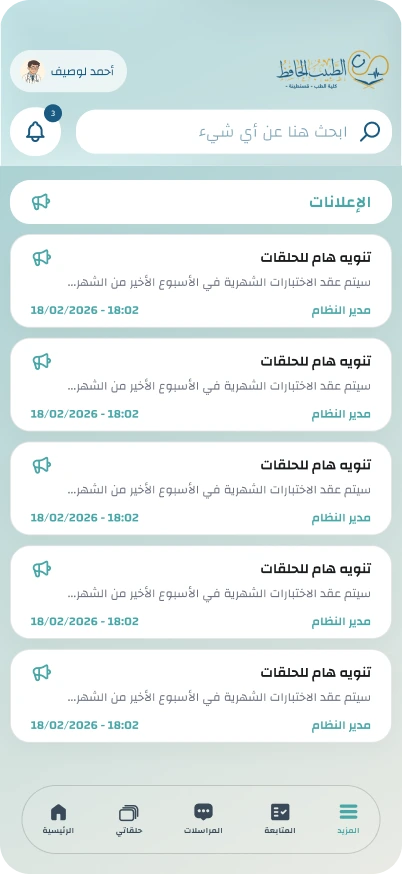 الطبيب الحافظ
- كلية الطب - قسنطينة -
أحمد لوصيف
3
ابحث هنا عن أي شيء
الإعلانات
تنويه هام للحلقات
سيتم عقد الاختبارات الشهرية في الأسبوع الأخير من الشهر...
مدير النظام
18/02/2026 - 18:02
تنويه هام للحلقات
سيتم عقد الاختبارات الشهرية في الأسبوع الأخير من الشهر...
مدير النظام
18/02/2026 - 18:02
تنويه هام للحلقات
سيتم عقد الاختبارات الشهرية في الأسبوع الأخير من الشهر...
مدير النظام
18/02/2026 - 18:02
تنويه هام للحلقات
سيتم عقد الاختبارات الشهرية في الأسبوع الأخير من الشهر...
مدير النظام
18/02/2026 - 18:02
تنويه هام للحلقات
سيتم عقد الاختبارات الشهرية في الأسبوع الأخير من الشهر...
مدير النظام
18/02/2026 - 18:02
المزيد
المتابعة
المراسلات
حلقاتي
الرئيسية